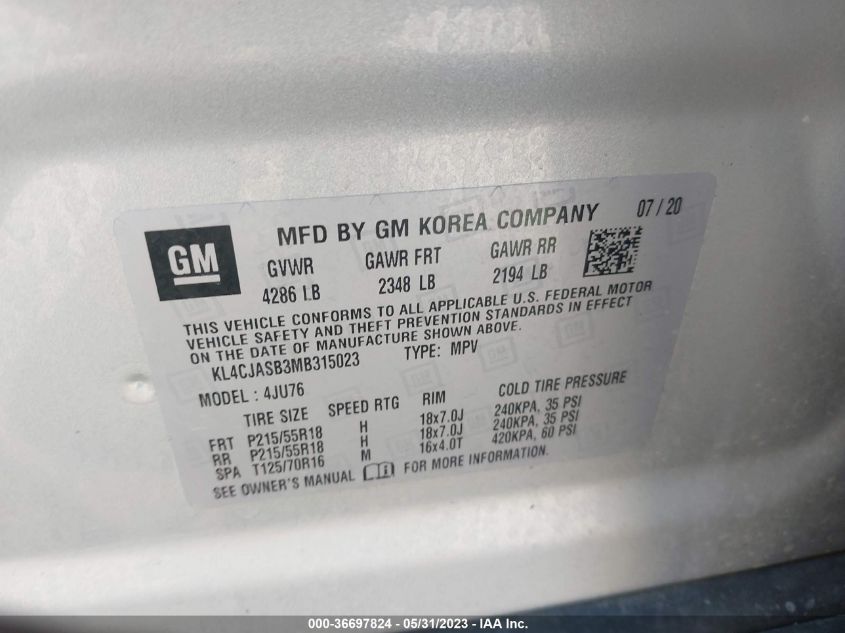 GM
MFD BY GM KOREA COMPANY 07 / 20
GVWR GAWR FRT GAWR RR
4286 LB 2348 LB 2194 LB
THIS VEHICLE CONFORMS TO ALL APPLICABLE U.S. FEDERAL MOTOR
VEHICLE SAFETY AND THEFT PREVENTION STANDARDS IN EFFECT
ON THE DATE OF MANUFACTURE SHOWN ABOVE.
KL4CJASB3MB315023 TYPE: MPV
MODEL : 4JU76
TIRE SIZE SPEED RTG RIM COLD TIRE PRESSURE
FRT P215/55R18 H 18x7.0J 240KPA, 35 PSI
RR P215/55R18 H 18x7.0J 240KPA, 35 PSI
SPA T125/70R16 M 16x4.0T 420KPA, 60 PSI
SEE OWNER'S MANUAL FOR MORE INFORMATION.
000-36697824 - 05/31/2023 - IAA Inc.